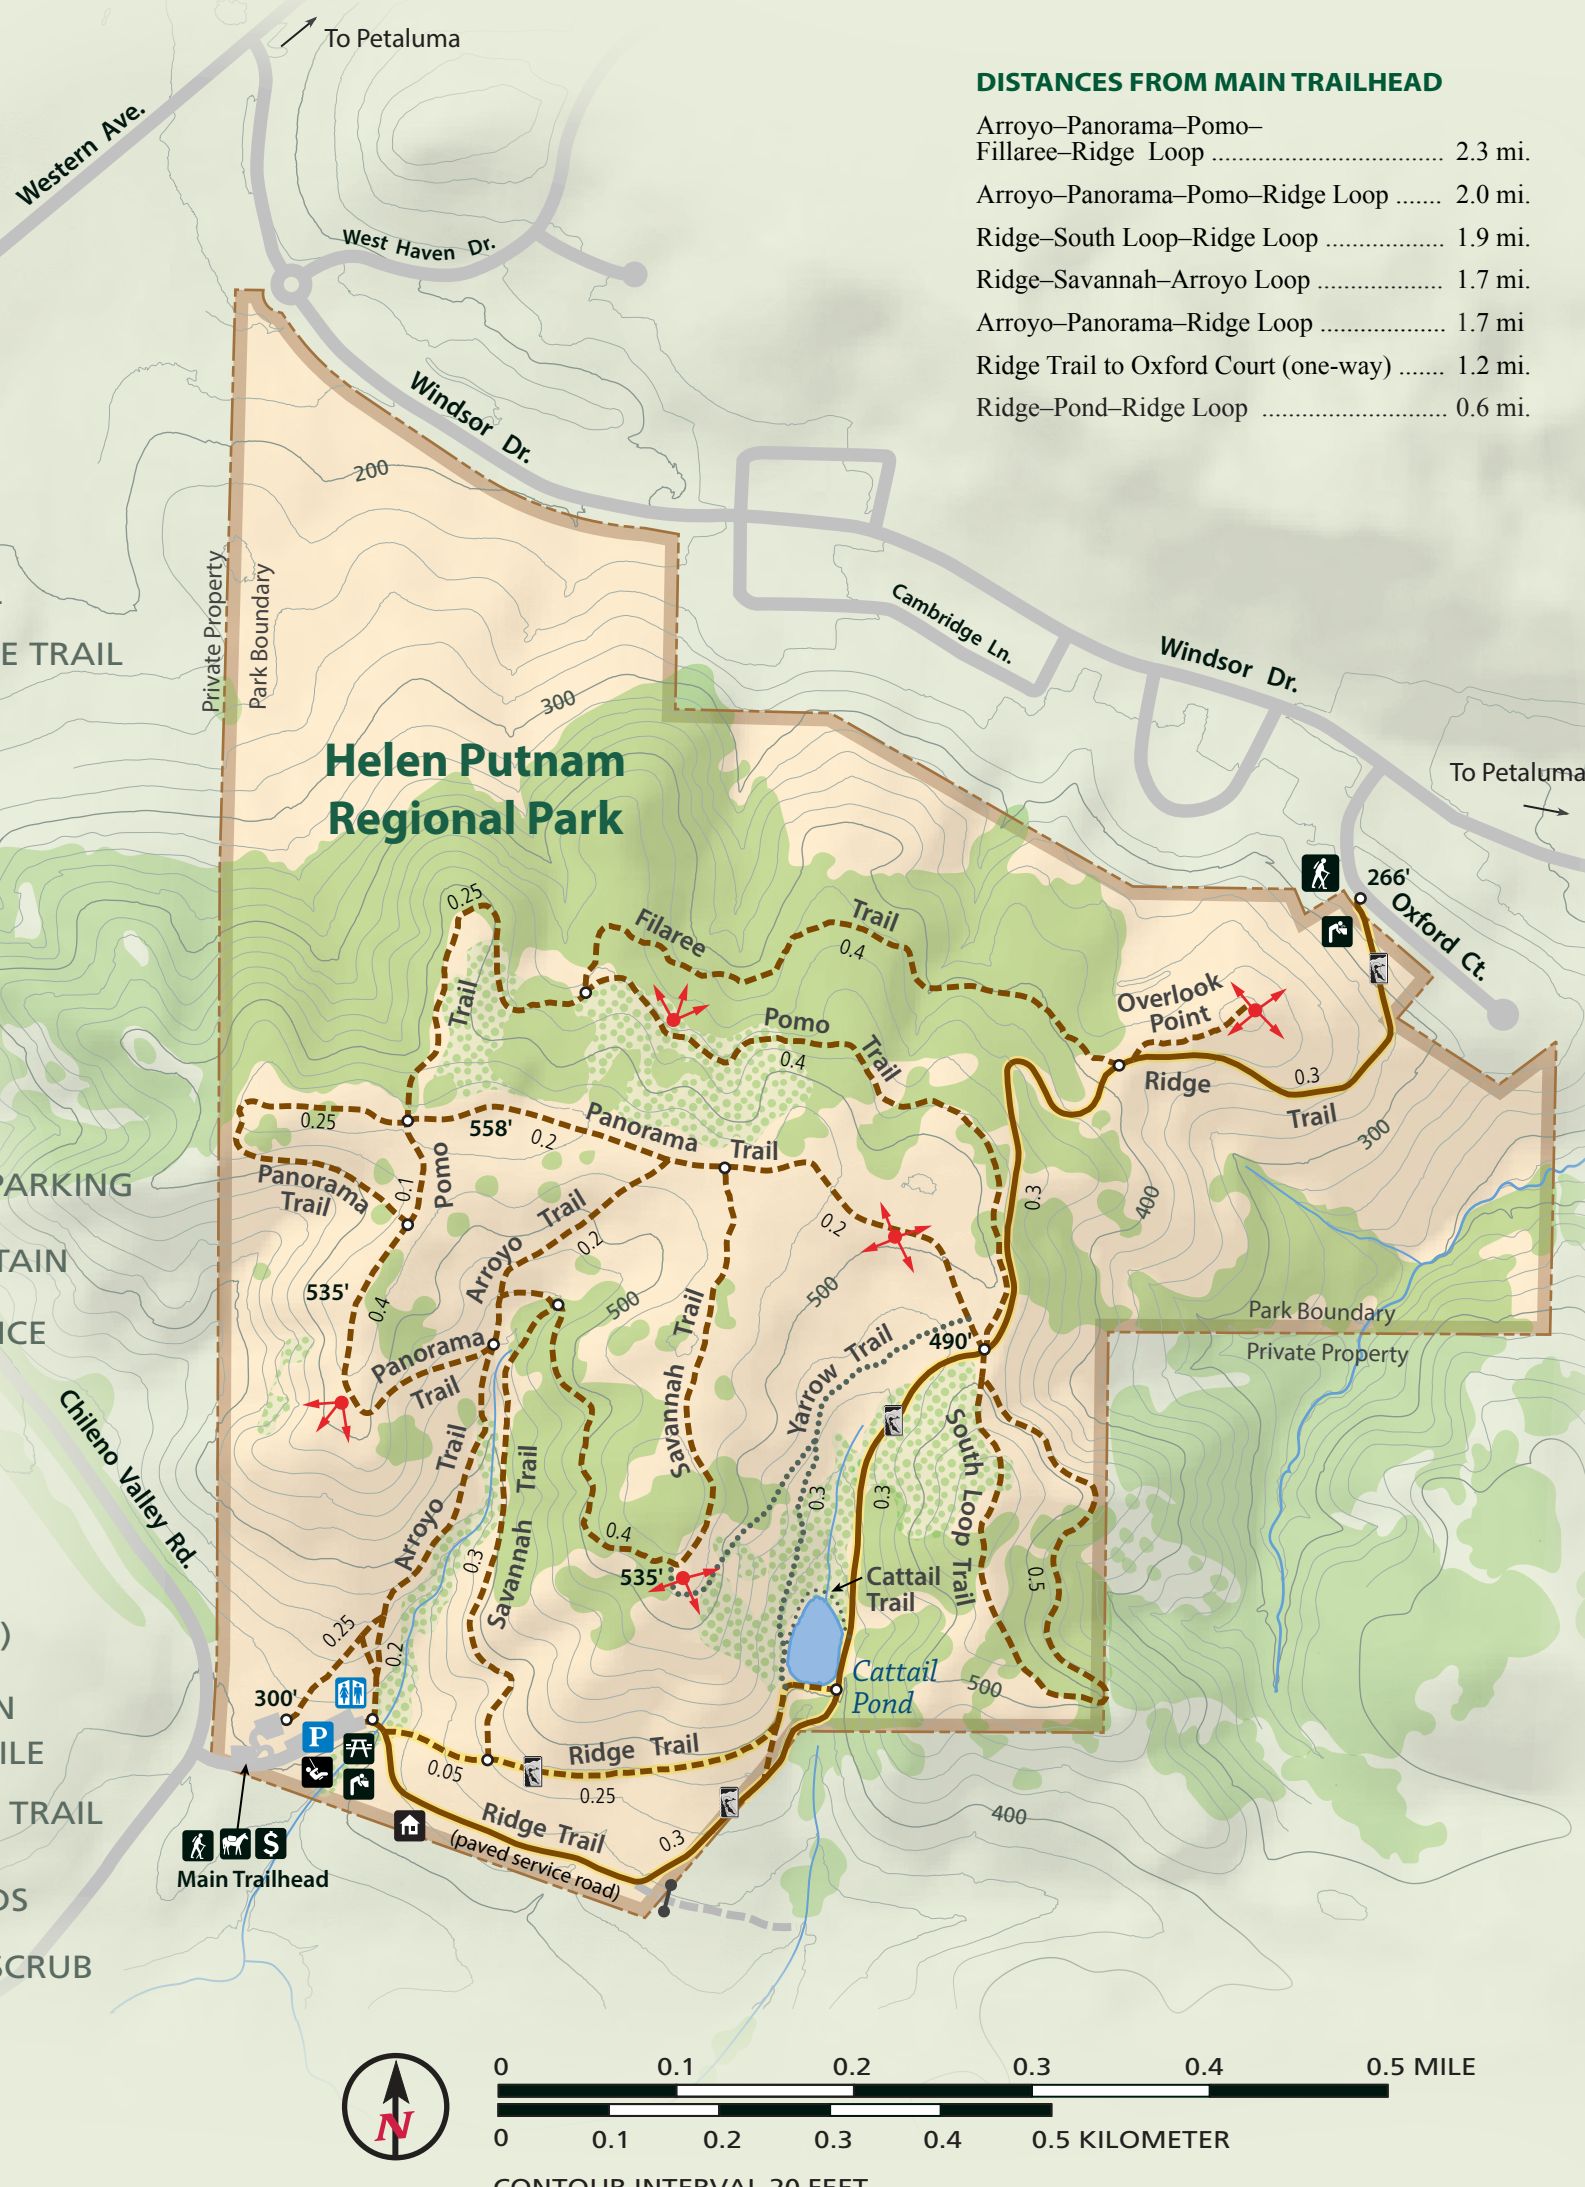 To Petaluma
Western Ave.
DISTANCES FROM MAIN TRAILHEAD
Arroyo–Panorama–Pomo–
Fillaree–Ridge Loop ................................ 2.3 mi.
Arroyo–Panorama–Pomo–Ridge Loop ....... 2.0 mi.
Ridge–South Loop–Ridge Loop .................. 1.9 mi.
Ridge–Savannah–Arroyo Loop .................. 1.7 mi.
Arroyo–Panorama–Ridge Loop .................. 1.7 mi
Ridge Trail to Oxford Court (one-way) ....... 1.2 mi.
Ridge–Pond–Ridge Loop .......................... 0.6 mi.
West Haven Dr.
Windsor Dr.
200
Private Property
Park Boundary
Cambridge Ln.
Windsor Dr.
E TRAIL
300
Helen Putnam
Regional Park
To Petaluma
266'
Oxford Ct.
0.25
Filaree
Trail
0.4
Trail
Overlook
Point
Pomo
Trail
0.4
Ridge
0.3
Trail
300
0.25
558'
0.2
Panorama
Trail
Panorama
Trail
0.1
Pomo
PARKING
Arroyo
Trail
0.2
0.2
0.3
400
TAIN
535'
0.4
500
Trail
500
Park Boundary
Private Property
NCE
Panorama
Trail
Savannah
Yarrow Trail
490'
Chileno Valley Rd.
Trail
Arroyo
Trail
Savannah
0.3
0.4
535'
0.3
0.3
South Loop Trail
0.5
Cattail
Trail
)
0.25
0.2
300'
P
Cattail
Pond
500
N
ILE
0.05
Ridge Trail
0.25
TRAIL
Ridge Trail
(paved service road)
0.3
400
$
Main Trailhead
DS
SCRUB
N
0 0.1 0.2 0.3 0.4 0.5 MILE
0 0.1 0.2 0.3 0.4 0.5 KILOMETER
CONTOUR INTERVAL 20 FEET